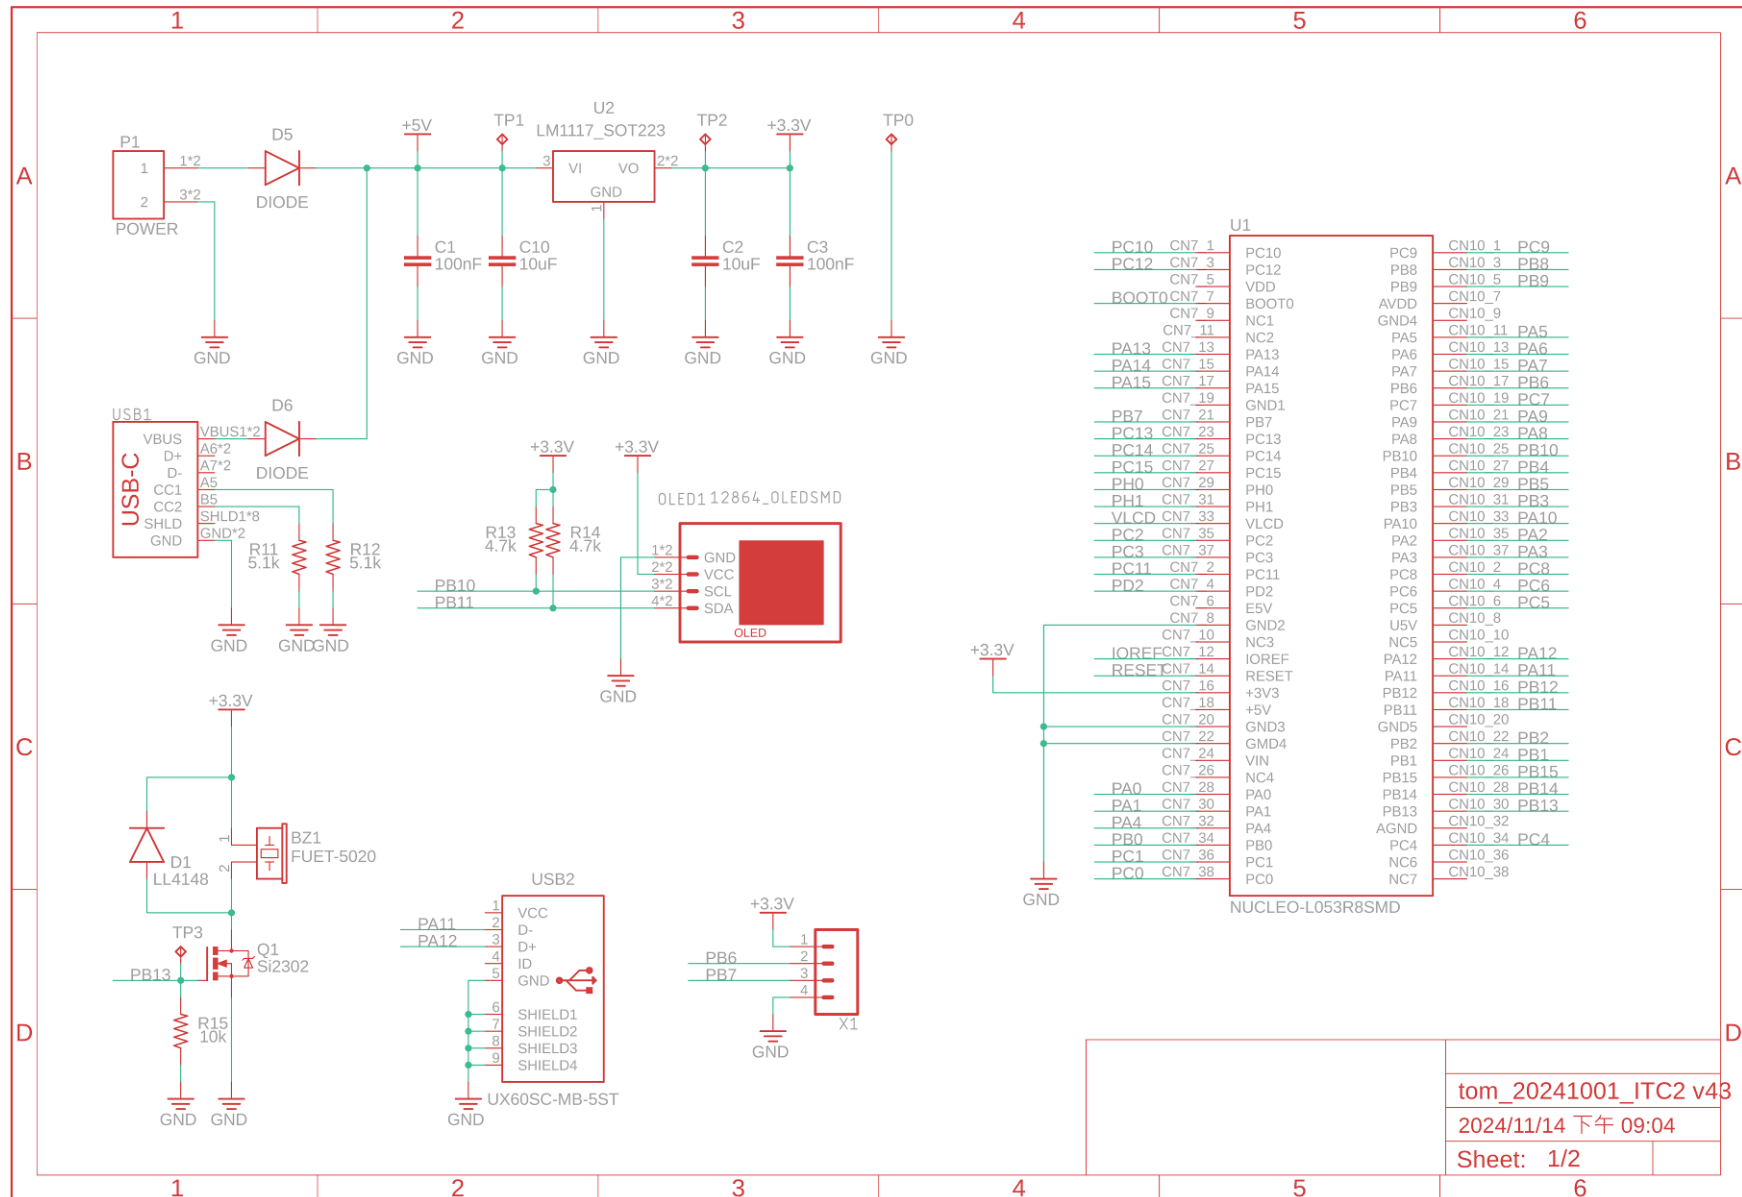 1 2 3 4 5 6
A A
B B
C C
D D
P1
1 1*2
2 3*2
POWER
D5
DIODE
GND
+5V
TP1
U2
LM1117_SOT223
3 VI VO 2*2
GND
1
TP2
+3.3V
TP0
C1
100nF
C10
10uF
C2
10uF
C3
100nF
GND GND GND GND GND GND
USB1
USB-C
VBUS VBUS1*2
D+ A6*2
D- A7*2
CC1 A5
CC2 B5
SHLD SHLD1*8
GND GND*2
D6
DIODE
R11
5.1k
R12
5.1k
GND GND GND
+3.3V +3.3V
R13
4.7k
R14
4.7k
PB10
PB11
OLED1 12864_OLEDSMD
1*2 GND
2*2 VCC
3*2 SCL
4*2 SDA
OLED
GND
+3.3V
D1
LL4148
1
2
BZ1
FUET-5020
TP3
Q1
Si2302
PB13
R15
10k
GND GND
USB2
1 VCC
PA11 2 D-
PA12 3 D+
4 ID
5 GND
6 SHIELD1
7 SHIELD2
8 SHIELD3
9 SHIELD4
GND
UX60SC-MB-5ST
+3.3V
1
PB6 2
PB7 3
4
X1
GND
U1
PC10 CN7_1 PC10 PC9 CN10_1 PC9
PC12 CN7_3 PC12 PB8 CN10_3 PB8
CN7_5 VDD PB9 CN10_5 PB9
BOOT0 CN7_7 BOOT0 AVDD CN10_7
CN7_9 NC1 GND4 CN10_9
CN7_11 NC2 PA5 CN10_11 PA5
PA13 CN7_13 PA13 PA6 CN10_13 PA6
PA14 CN7_15 PA14 PA7 CN10_15 PA7
PA15 CN7_17 PA15 PB6 CN10_17 PB6
CN7_19 GND1 PC7 CN10_19 PC7
PB7 CN7_21 PB7 PA9 CN10_21 PA9
PC13 CN7_23 PC13 PA8 CN10_23 PA8
PC14 CN7_25 PC14 PB10 CN10_25 PB10
PC15 CN7_27 PC15 PB4 CN10_27 PB4
PH0 CN7_29 PH0 PB5 CN10_29 PB5
PH1 CN7_31 PH1 PB3 CN10_31 PB3
VLCD CN7_33 VLCD PA10 CN10_33 PA10
PC2 CN7_35 PC2 PA2 CN10_35 PA2
PC3 CN7_37 PC3 PA3 CN10_37 PA3
PC11 CN7_2 PC11 PC8 CN10_2 PC8
PD2 CN7_4 PD2 PC6 CN10_4 PC6
CN7_6 E5V PC5 CN10_6 PC5
CN7_8 GND2 U5V CN10_8
CN7_10 NC3 NC5 CN10_10
+3.3V
IOREF CN7_12 IOREF PA12 CN10_12 PA12
RESET CN7_14 RESET PA11 CN10_14 PA11
CN7_16 +3V3 PB12 CN10_16 PB12
CN7_18 +5V PB11 CN10_18 PB11
CN7_20 GND3 GND5 CN10_20
CN7_22 GMD4 PB2 CN10_22 PB2
CN7_24 VIN PB1 CN10_24 PB1
CN7_26 NC4 PB15 CN10_26 PB15
PA0 CN7_28 PA0 PB14 CN10_28 PB14
PA1 CN7_30 PA1 PB13 CN10_30 PB13
PA4 CN7_32 PA4 AGND CN10_32
PB0 CN7_34 PB0 PC4 CN10_34 PC4
PC1 CN7_36 PC1 NC6 CN10_36
PC0 CN7_38 PC0 NC7 CN10_38
GND
NUCLEO-L053R8SMD
tom_20241001_ITC2 v43
2024/11/14 下午 09:04
Sheet: 1/2
1 2 3 4 5 6